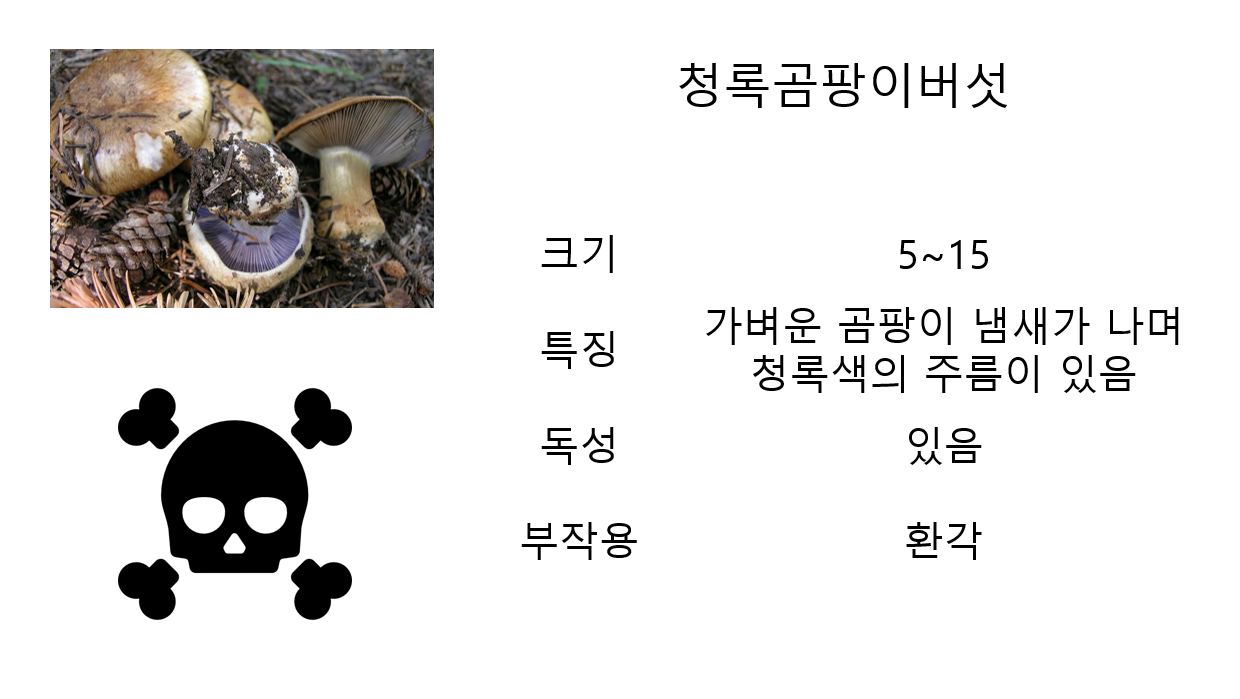 청록곰팡이버섯
크기
5~15
특징
가벼운 곰팡이 냄새가 나며
청록색의 주름이 있음
독성
있음
부작용
환각